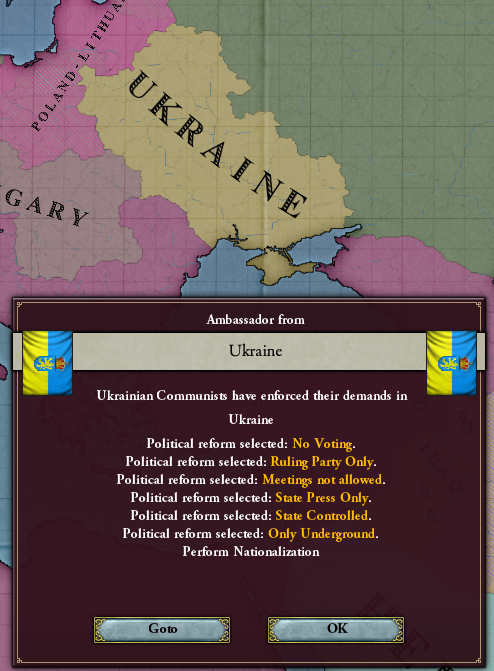 POLAND-LITHUA
UKRAINE
GARY
Ambassador from
Ukraine
Ukrainian Communists have enforced their demands in
Ukraine
Political reform selected: No Voting.
Political reform selected: Ruling Party Only.
Political reform selected: Meetings not allowed.
Political reform selected: State Press Only.
Political reform selected: State Controlled.
Political reform selected: Only Underground.
Perform Nationalization
Goto
OK